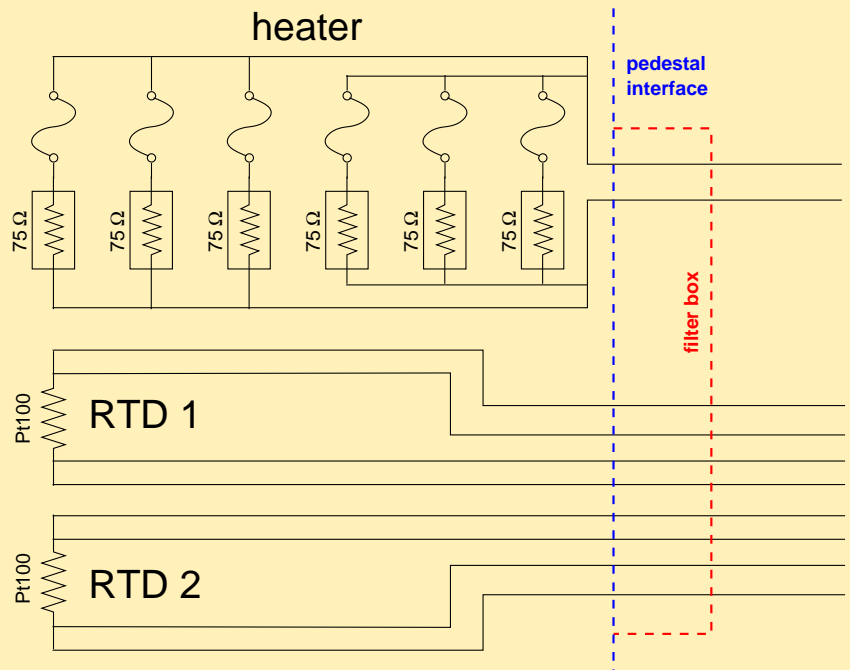 heater
pedestal
interface
75 Ω
75 Ω
75 Ω
75 Ω
75 Ω
75 Ω
filter box
Pt100
RTD 1
Pt100
RTD 2